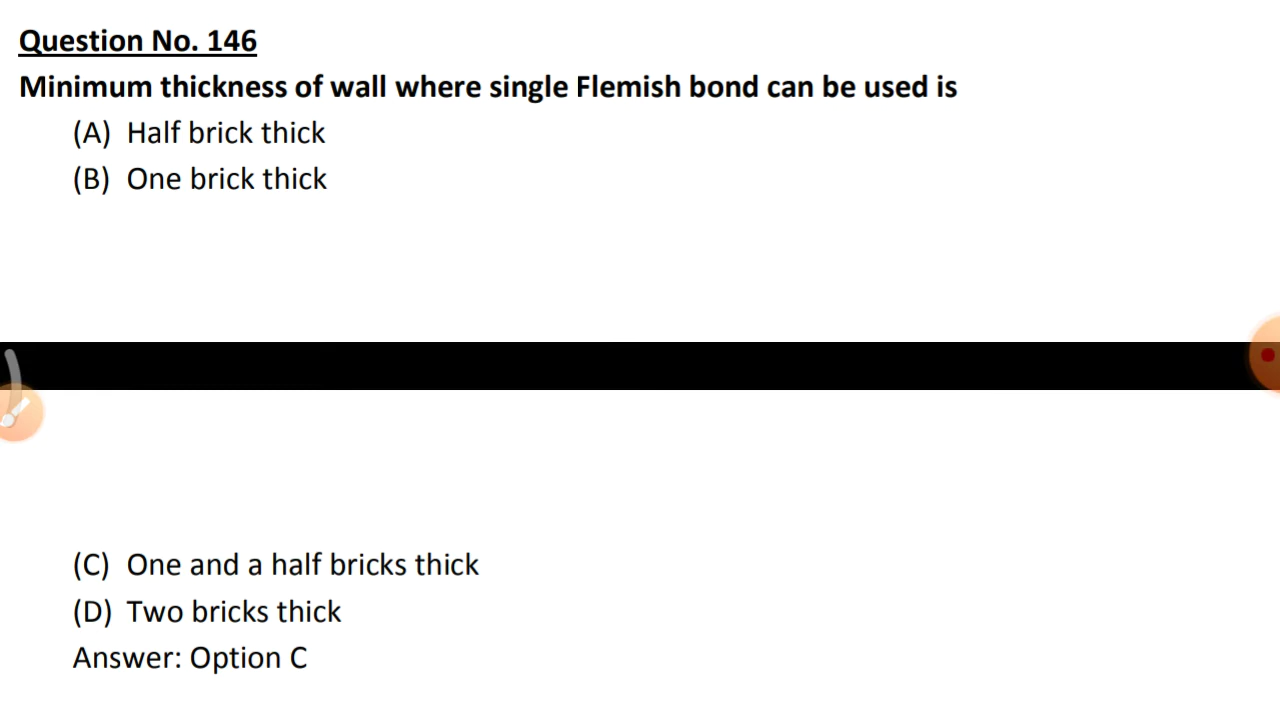 Question No. 146
Minimum thickness of wall where single Flemish bond can be used is
(A) Half brick thick
(B) One brick thick
(C) One and a half bricks thick
(D) Two bricks thick
Answer: Option C